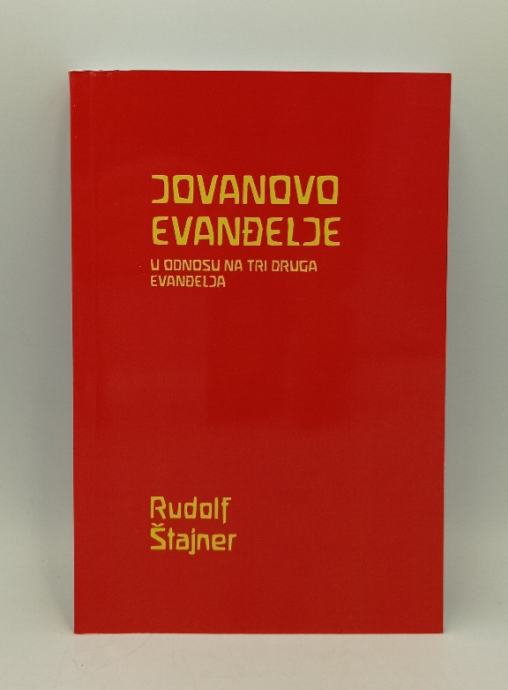 JOVANOVO
EVANĐELJE
U ODNOSU NA TRI DRUGA
EVANĐELJA
Rudolf
Štajner